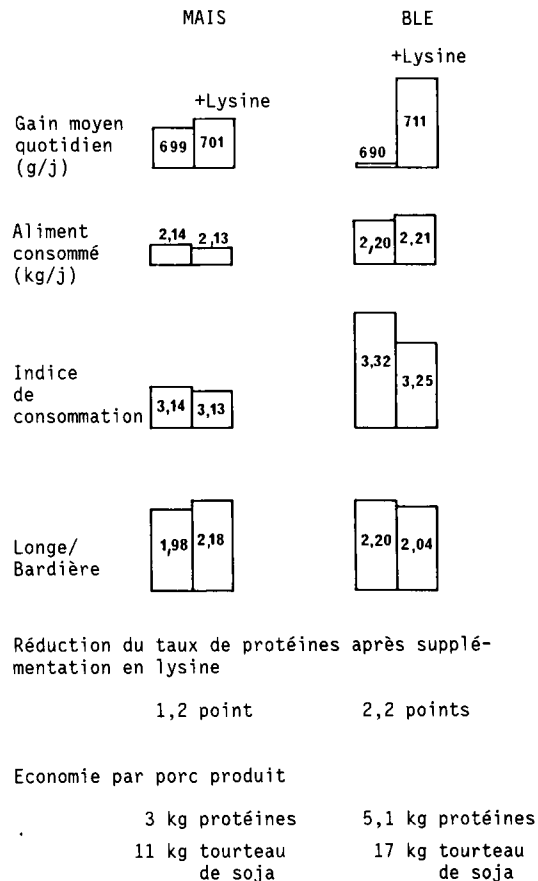 MAIS BLE
+Lysine
+Lysine
Gain moyen
quotidien
(g/j)
699 701
690 711
Aliment
consommé
(kg/j)
2,14 2,13
2,20 2,21
Indice
de
consommation
3,14 3,13
3,32 3,25
Longe/
Bardière
1,98 2,18
2,20 2,04
Réduction du taux de protéines après supplé-
mentation en lysine
1,2 point 2,2 points
Economie par porc produit
3 kg protéines 5,1 kg protéines
11 kg tourteau 17 kg tourteau
de soja de soja